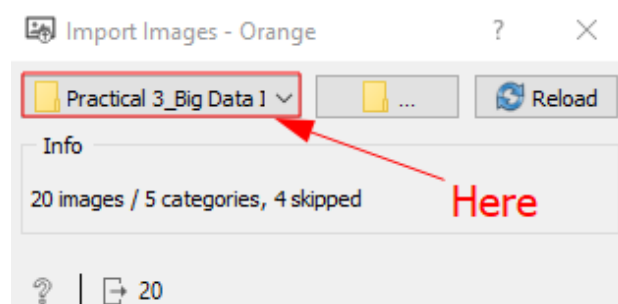 Import Images - Orange ?
Practical 3_Big Data I ... Reload
Info
20 images / 5 categories, 4 skipped
Here
? 20